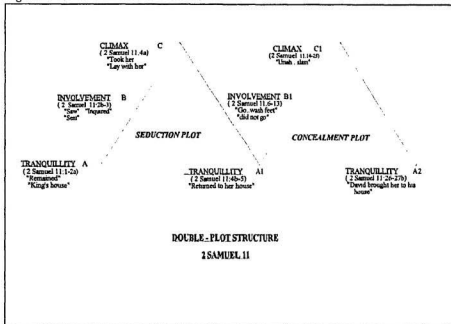 CLIMAX C
( 2 Samuel 11.4a)
"Took her
"Lay with her"
CLIMAX C1
( 2 Samuel 11.14-25)
"Uriah . slain"
INVOLVEMENT B
( 2 Samuel 11.2b-3)
"Saw" "Inquired"
"Sent"
INVOLVEMENT B1
( 2 Samuel 11.6-13)
"Go. wash feet"
"did not go"
SEDUCTION PLOT
CONCEALMENT PLOT
TRANQUILLITY A
( 2 Samuel 11:1-2a)
"Remained"
"King's house"
TRANQUILLITY A1
( 2 Samuel 11:4b-5)
"Returned to her house"
TRANQUILLITY A2
( 2 Samuel 11 26-27b)
"David brought her to his
house"
DOUBLE - PLOT STRUCTURE
2 SAMUEL 11